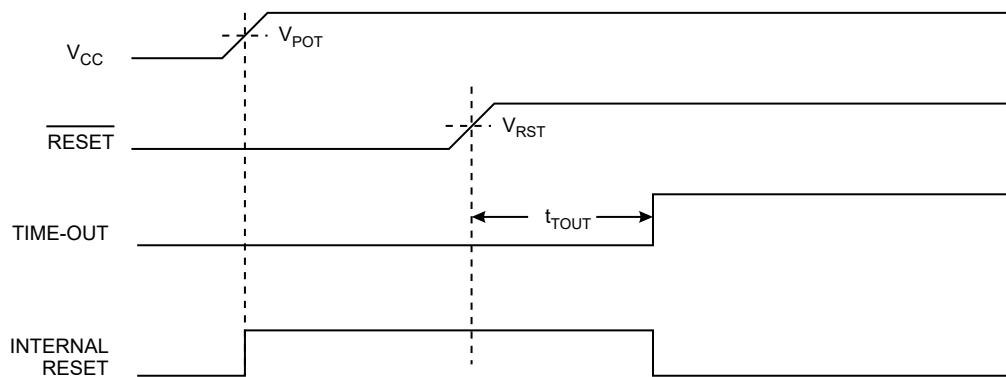 V_CC
V_POT
RESET
V_RST
TIME-OUT
t_TOUT
INTERNAL
RESET